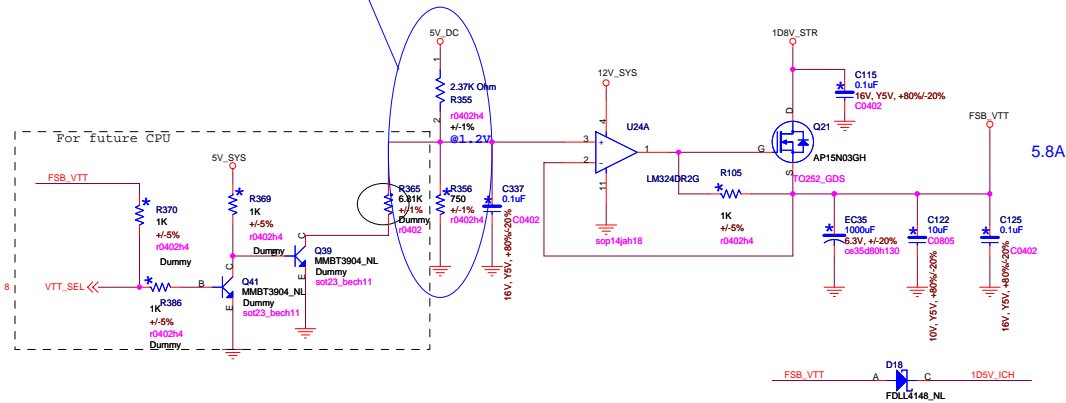 5V_DC
1
2.37K Ohm
R355
r0402h4
+/-1%
2
@1.2V
For future CPU
FSB_VTT
5V_SYS
R370
1K
+/-5%
r0402h4
Dummy
R369
1K
+/-5%
r0402h4
Dummy
8
VTT_SEL
R386
1K
+/-5%
r0402h4
Dummy
B
C
E
Q41
MMBT3904_NL
Dummy
sot23_bech11
C
E
Q39
MMBT3904_NL
Dummy
sot23_bech11
R365
6.81K
+/-1%
Dummy
r0402
R356
750
+/-1%
r0402h4
C337
0.1uF
C0402
16V, Y5V, +80%/-20%
12V_SYS
4
3
+
2
-
1
11
U24A
LM324DR2G
sop14jah18
R105
1K
+/-5%
r0402h4
1D8V_STR
C115
0.1uF
16V, Y5V, +80%/-20%
C0402
D
G
S
Q21
AP15N03GH
TO252_GDS
FSB_VTT
5.8A
EC35
1000uF
6.3V, +/-20%
ce35d80h130
C122
10uF
C0805
10V, Y5V, +80%/-20%
C125
0.1uF
C0402
16V, Y5V, +80%/-20%
FSB_VTT
A
D18
C
1D5V_ICH
FDLL4148_NL